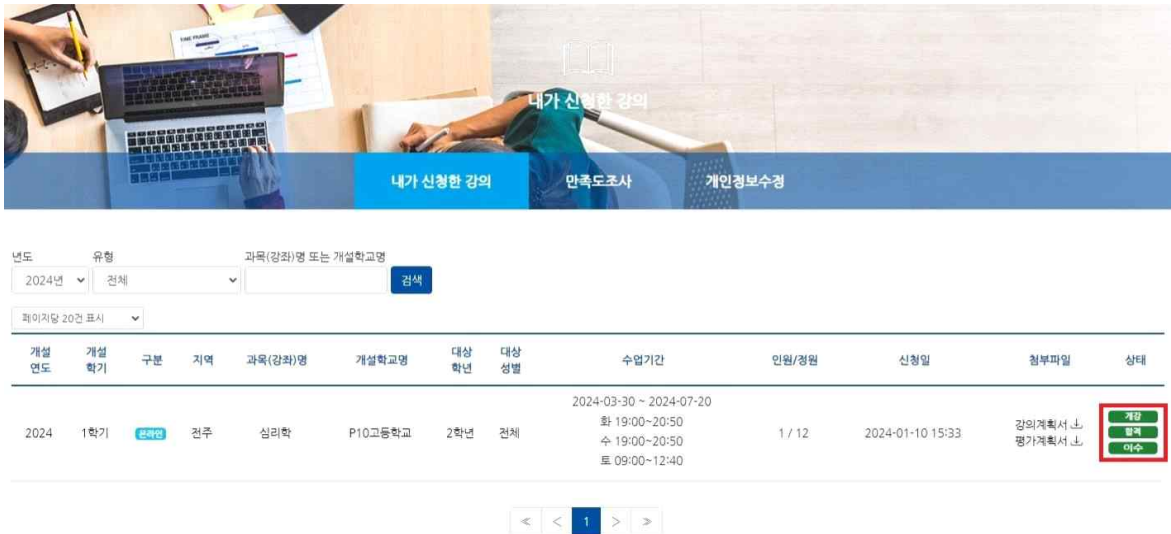 TIME FRAME
내가 신청한 강의
내가 신청한 강의 만족도조사 개인정보수정
년도 유형 과목(강좌)명 또는 개설학교명
2024년 전체 검색
페이지당 20건 표시
개설 연도 개설 학기 구분 지역 과목(강좌)명 개설학교명 대상 학년 대상 성별 수업기간 인원/정원 신청일 첨부파일 상태
2024-03-30 ~ 2024-07-20
화 19:00~20:50
2024 1학기 온라인 전주 심리학 P10고등학교 2학년 전체 수 19:00~20:50 1 / 12 2024-01-10 15:33 강의계획서 평가계획서 개강 합격 이수
토 09:00~12:40
≪ < 1 > ≫